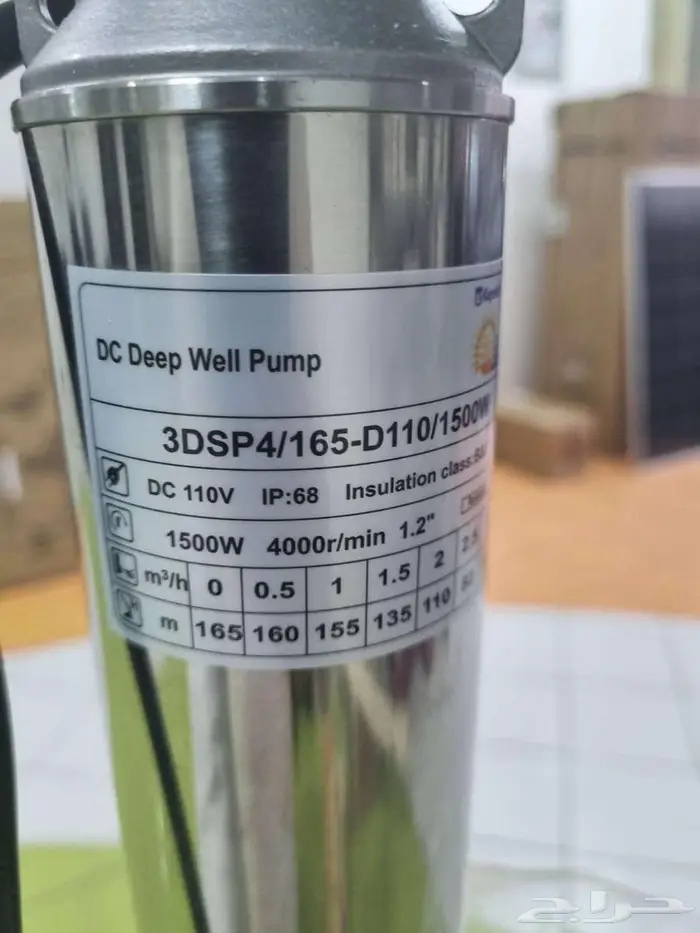 DC Deep Well Pump
3DSP4/165-D110/1500W
DC 110V IP:68 Insulation class:
1500W 4000r/min 1.2"
m³/h 0 0.5 1 1.5 2
m 165 160 155 135 110
حراج